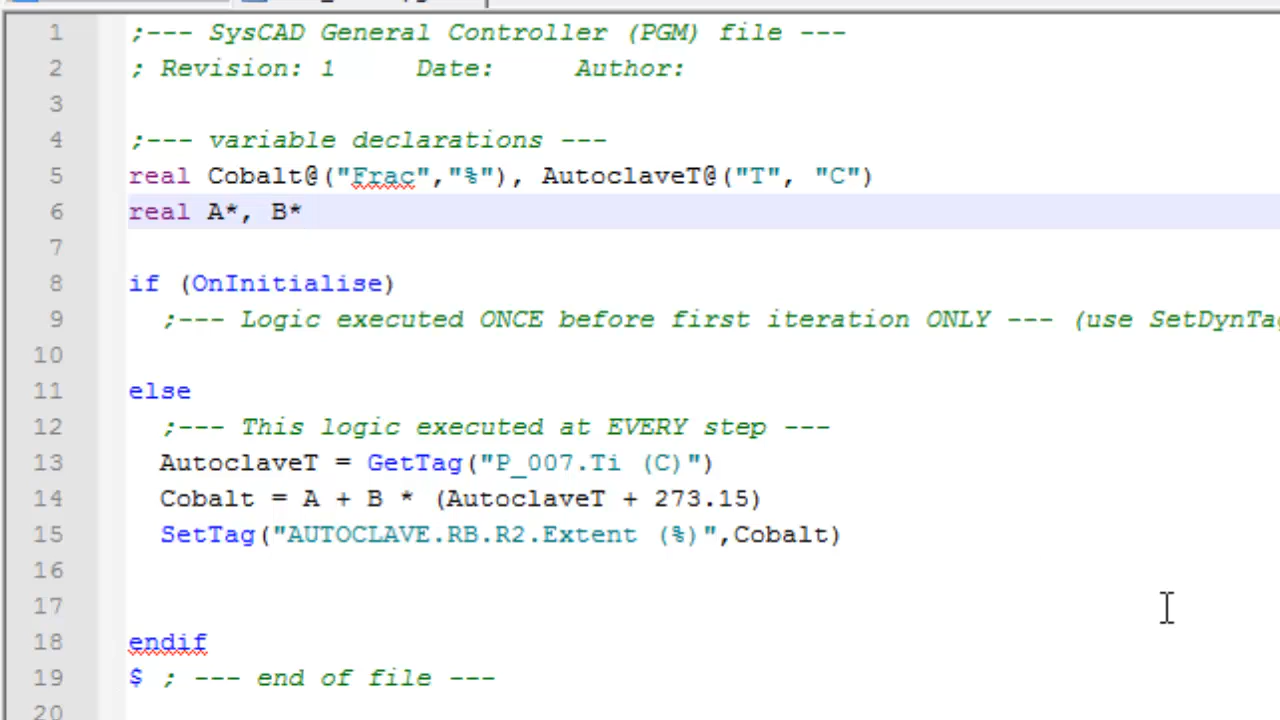 1 ;--- SysCAD General Controller (PGM) file ---
2 ; Revision: 1 Date: Author:
3
4 ;--- variable declarations ---
5 real Cobalt@("Frac","%"), AutoclaveT@("T", "C")
6 real A*, B*
7
8 if (OnInitialise)
9 ;--- Logic executed ONCE before first iteration ONLY --- (use SetDynTag
10
11 else
12 ;--- This logic executed at EVERY step ---
13 AutoclaveT = GetTag("P_007.Ti (C)")
14 Cobalt = A + B * (AutoclaveT + 273.15)
15 SetTag("AUTOCLAVE.RB.R2.Extent (%)",Cobalt)
16
17
18 endif
19 $ ; --- end of file ---
20